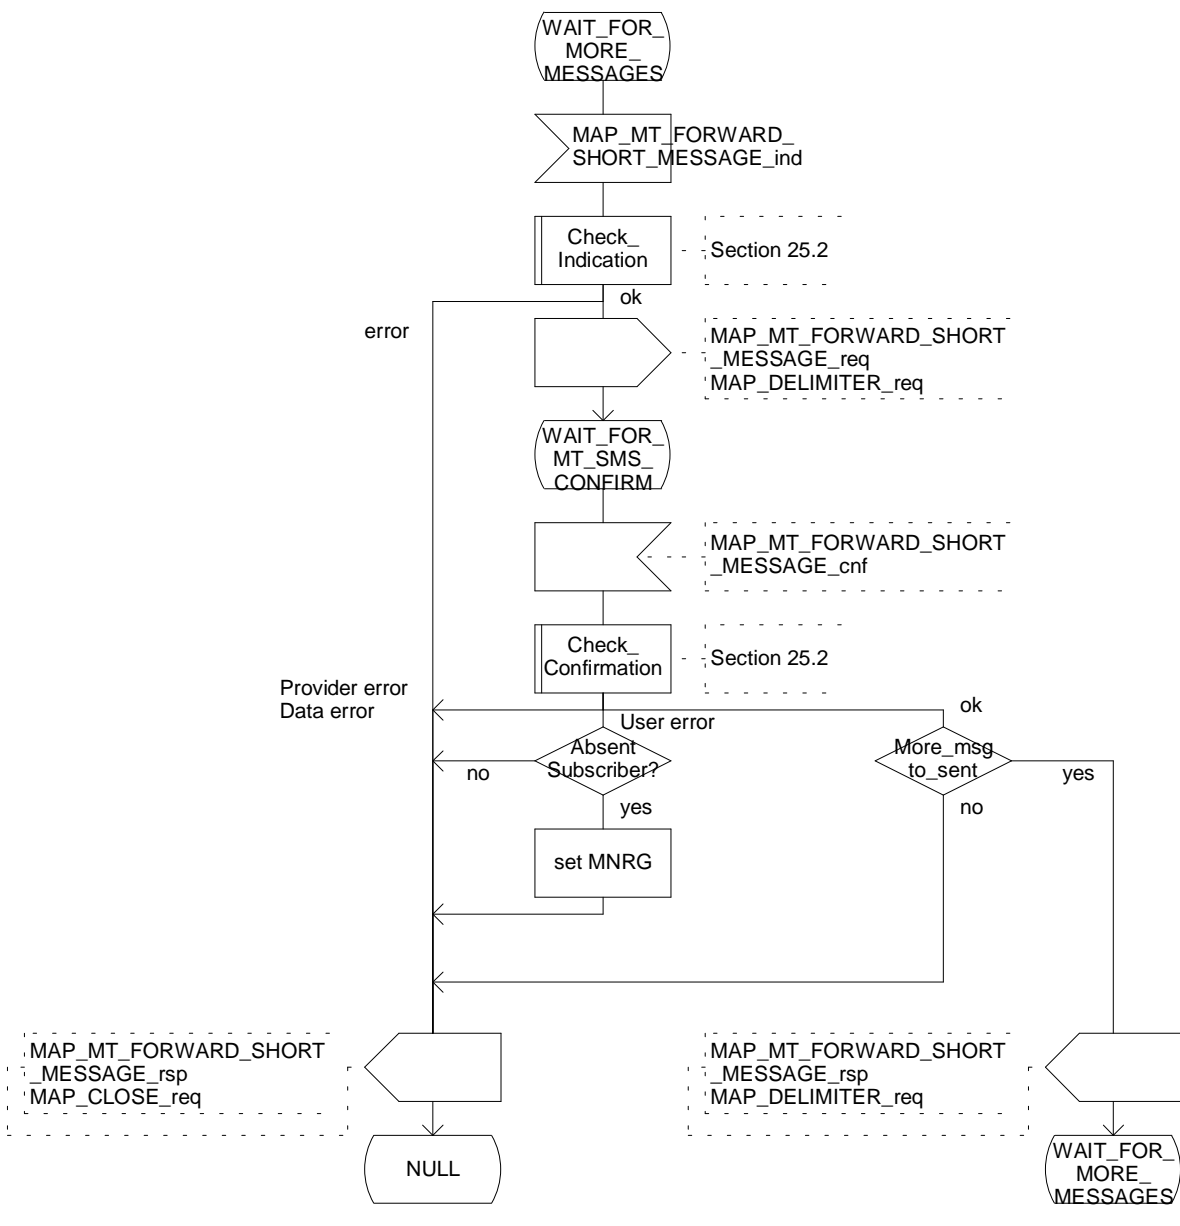 WAIT_FOR_
MORE_
MESSAGES
MAP_MT_FORWARD_
SHORT_MESSAGE_ind
Check_
Indication
Section 25.2
ok
error
MAP_MT_FORWARD_SHORT
_MESSAGE_req
MAP_DELIMITER_req
WAIT_FOR_
MT_SMS_
CONFIRM
MAP_MT_FORWARD_SHORT
_MESSAGE_cnf
Check_
Confirmation
Section 25.2
Provider error
Data error
User error
ok
Absent
Subscriber?
no
yes
More_msg
to_sent
yes
no
set MNRG
MAP_MT_FORWARD_SHORT
_MESSAGE_rsp
MAP_CLOSE_req
MAP_MT_FORWARD_SHORT
_MESSAGE_rsp
MAP_DELIMITER_req
NULL
WAIT_FOR_
MORE_
MESSAGES